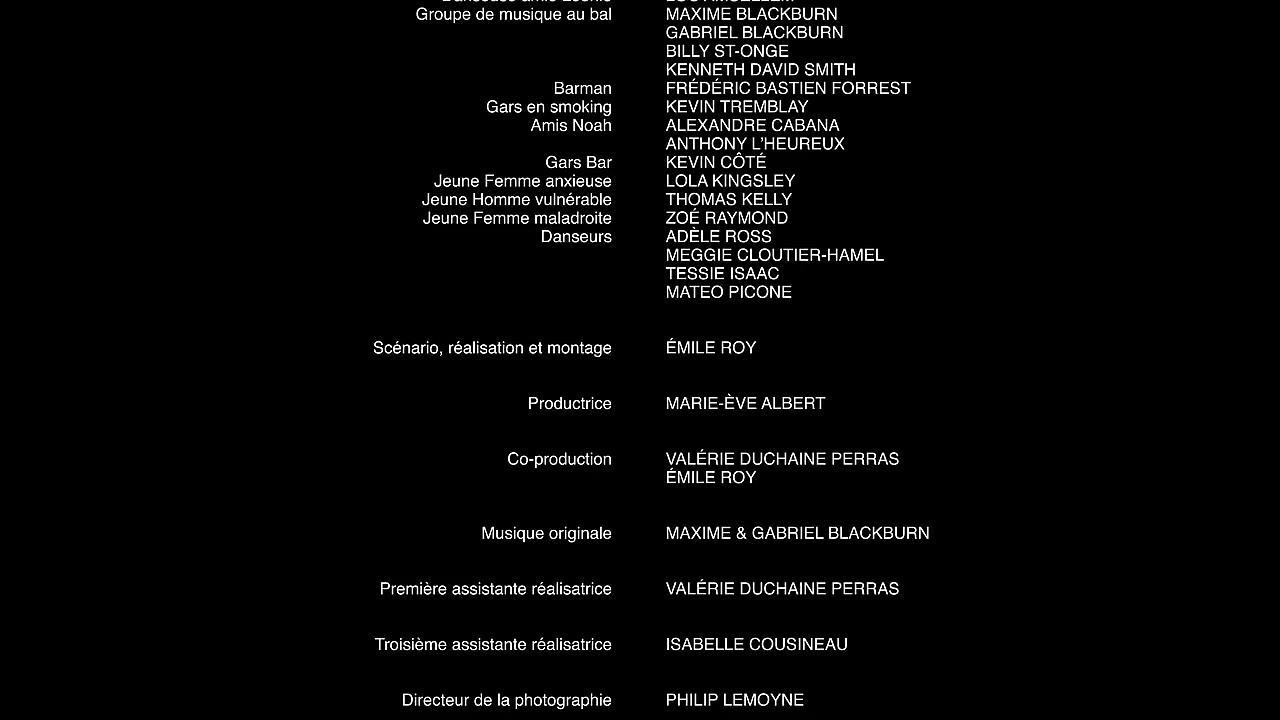 Groupe de musique au bal MAXIME BLACKBURN
GABRIEL BLACKBURN
BILLY ST-ONGE
KENNETH DAVID SMITH
Barman FRÉDÉRIC BASTIEN FORREST
Gars en smoking KEVIN TREMBLAY
Amis Noah ALEXANDRE CABANA
ANTHONY L'HEUREUX
Gars Bar KEVIN CÔTÉ
Jeune Femme anxieuse LOLA KINGSLEY
Jeune Homme vulnérable THOMAS KELLY
Jeune Femme maladroite ZOÉ RAYMOND
Danseurs ADÈLE ROSS
MEGGIE CLOUTIER-HAMEL
TESSIE ISAAC
MATEO PICONE
Scénario, réalisation et montage ÉMILE ROY
Productrice MARIE-ÈVE ALBERT
Co-production VALÉRIE DUCHAINE PERRAS
ÉMILE ROY
Musique originale MAXIME & GABRIEL BLACKBURN
Première assistante réalisatrice VALÉRIE DUCHAINE PERRAS
Troisième assistante réalisatrice ISABELLE COUSINEAU
Directeur de la photographie PHILIP LEMOYNE